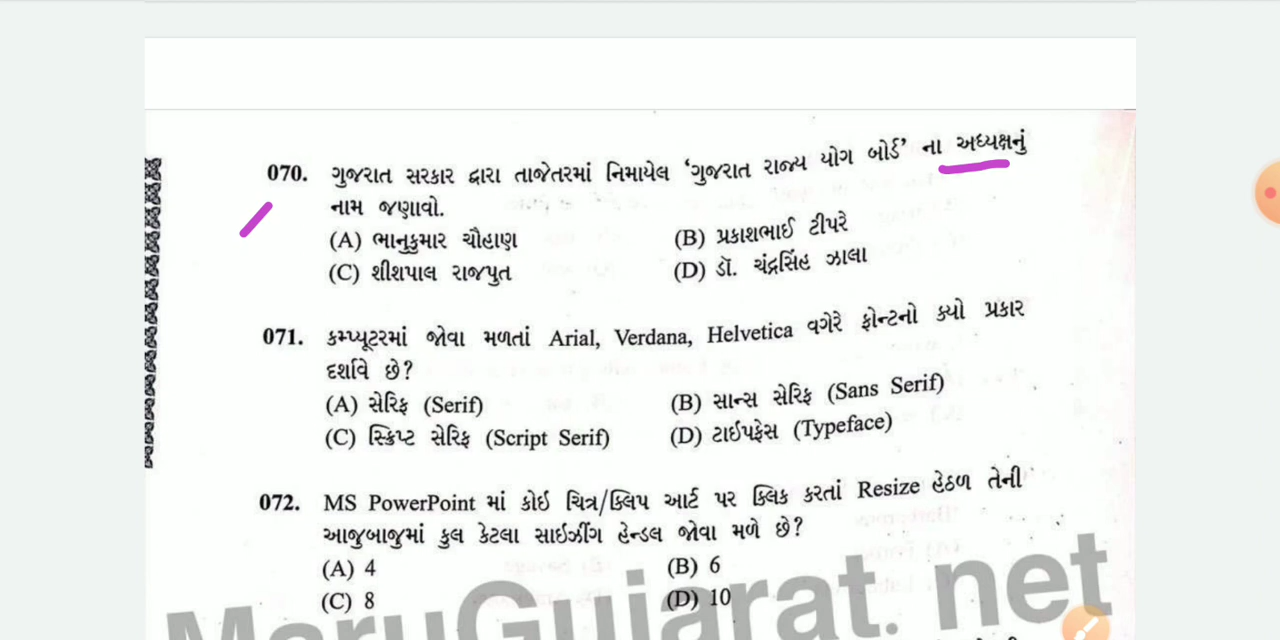 070. ગુજરાત સરકાર દ્વારા તાજેતરમાં નિમાયેલ ‘ગુજરાત રાજ્ય યોગ બોર્ડ’ ના અધ્યક્ષનું
નામ જણાવો.
(A) ભાનુકુમાર ચૌહાણ (B) પ્રકાશભાઈ ટીપરે
(C) શીશપાલ રાજપુત (D) ડૉ. ચંદ્રસિંહ ઝાલા
071. કમ્પ્યૂટરમાં જોવા મળતાં Arial, Verdana, Helvetica વગેરે ફોન્ટનો ક્યો પ્રકાર
દર્શાવે છે?
(A) સેરિફ (Serif) (B) સાન્સ સેરિફ (Sans Serif)
(C) સ્ક્રિપ્ટ સેરિફ (Script Serif) (D) ટાઈપફેસ (Typeface)
072. MS PowerPoint માં કોઈ ચિત્ર/ક્લિપ આર્ટ પર ક્લિક કરતાં Resize હેઠળ તેની
આજુબાજુમાં કુલ કેટલા સાઇઝીંગ હેન્ડલ જોવા મળે છે?
(A) 4 (B) 6
(C) 8 (D) 10
MaruGujarat.net